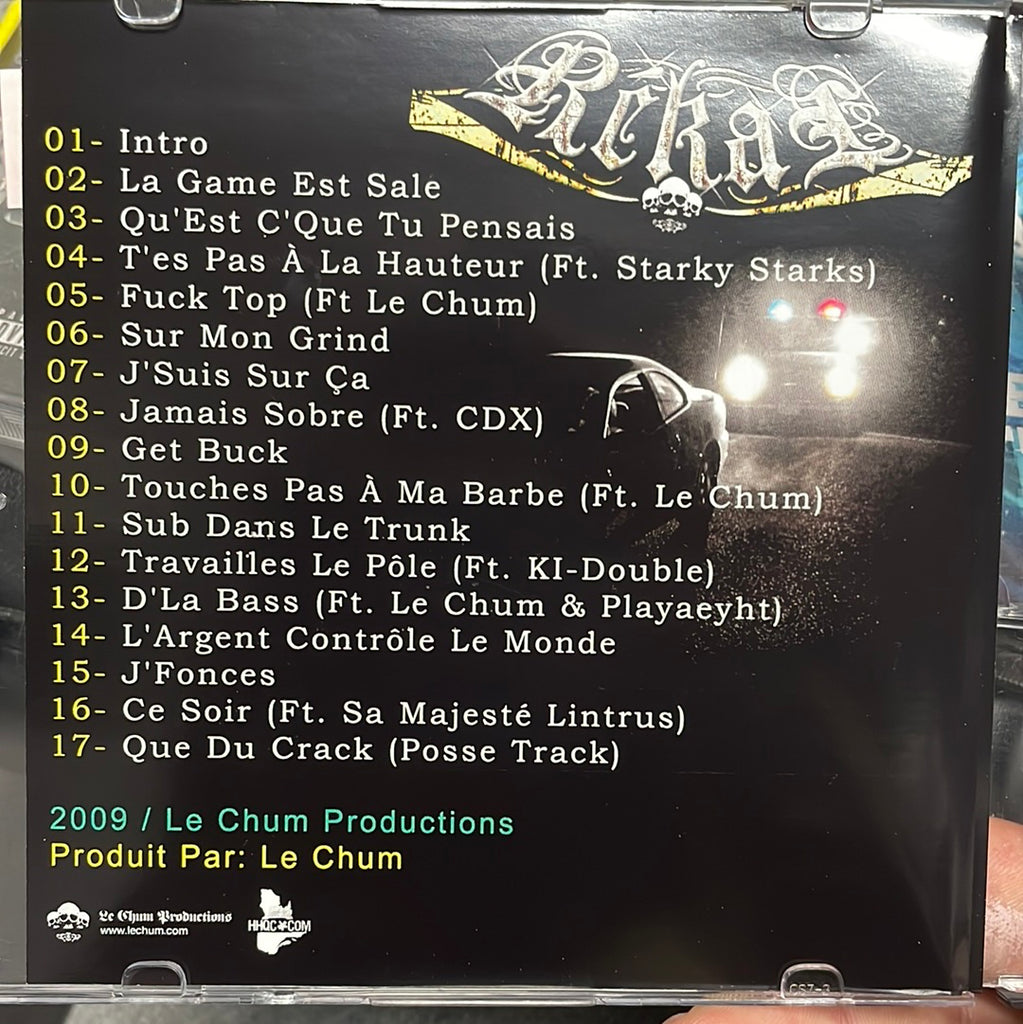 RékaL
01- Intro
02- La Game Est Sale
03- Qu'Est C'Que Tu Pensais
04- T'es Pas À La Hauteur (Ft. Starky Starks)
05- Fuck Top (Ft Le Chum)
06- Sur Mon Grind
07- J'Suis Sur Ça
08- Jamais Sobre (Ft. CDX)
09- Get Buck
10- Touches Pas À Ma Barbe (Ft. Le Chum)
11- Sub Dans Le Trunk
12- Travailles Le Pôle (Ft. KI-Double)
13- D'La Bass (Ft. Le Chum & Playaeyht)
14- L'Argent Contrôle Le Monde
15- J'Fonces
16- Ce Soir (Ft. Sa Majesté Lintrus)
17- Que Du Crack (Posse Track)
2009 / Le Chum Productions
Produit Par: Le Chum
Le Chum Productions
www.lechum.com
HHQC COM